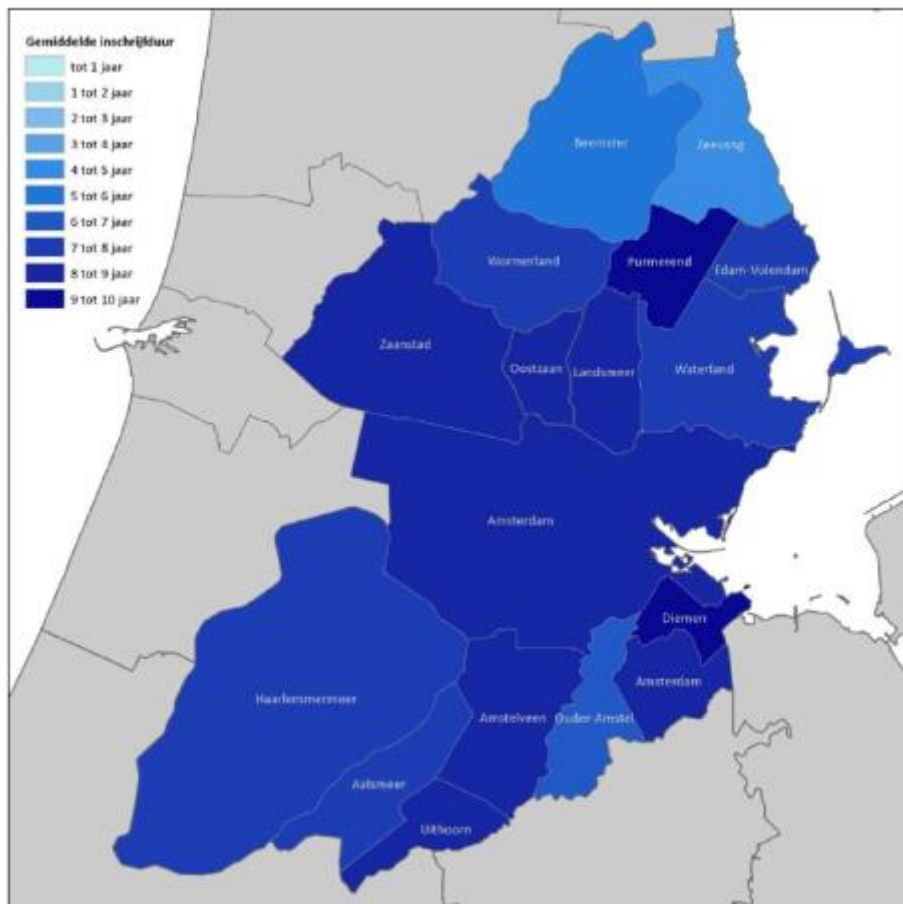 Gemiddelde inschrijfduur
tot 1 jaar
1 tot 2 jaar
2 tot 3 jaar
3 tot 4 jaar
4 tot 5 jaar
5 tot 6 jaar
6 tot 7 jaar
7 tot 8 jaar
8 tot 9 jaar
9 tot 10 jaar
Beemster
Zeevang
Wormerland
Purmerend
Edam-Volendam
Zaanstad
Oostzaan
Landsmeer
Waterland
Amsterdam
Diemen
Amsterdam
Haarlemmermeer
Amstelveen
Ouder-Amstel
Aalsmeer
Uithoorn